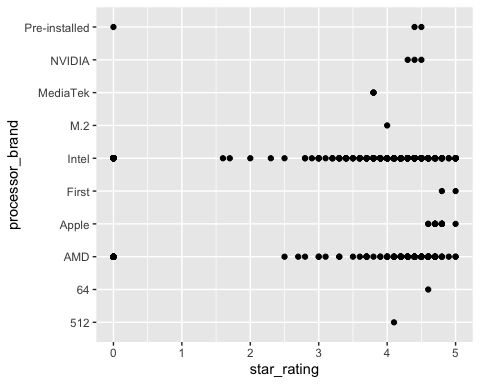 Pre-installed
NVIDIA
MediaTek
M.2
Intel
First
Apple
AMD
64
512
processor_brand
0 1 2 3 4 5
star_rating